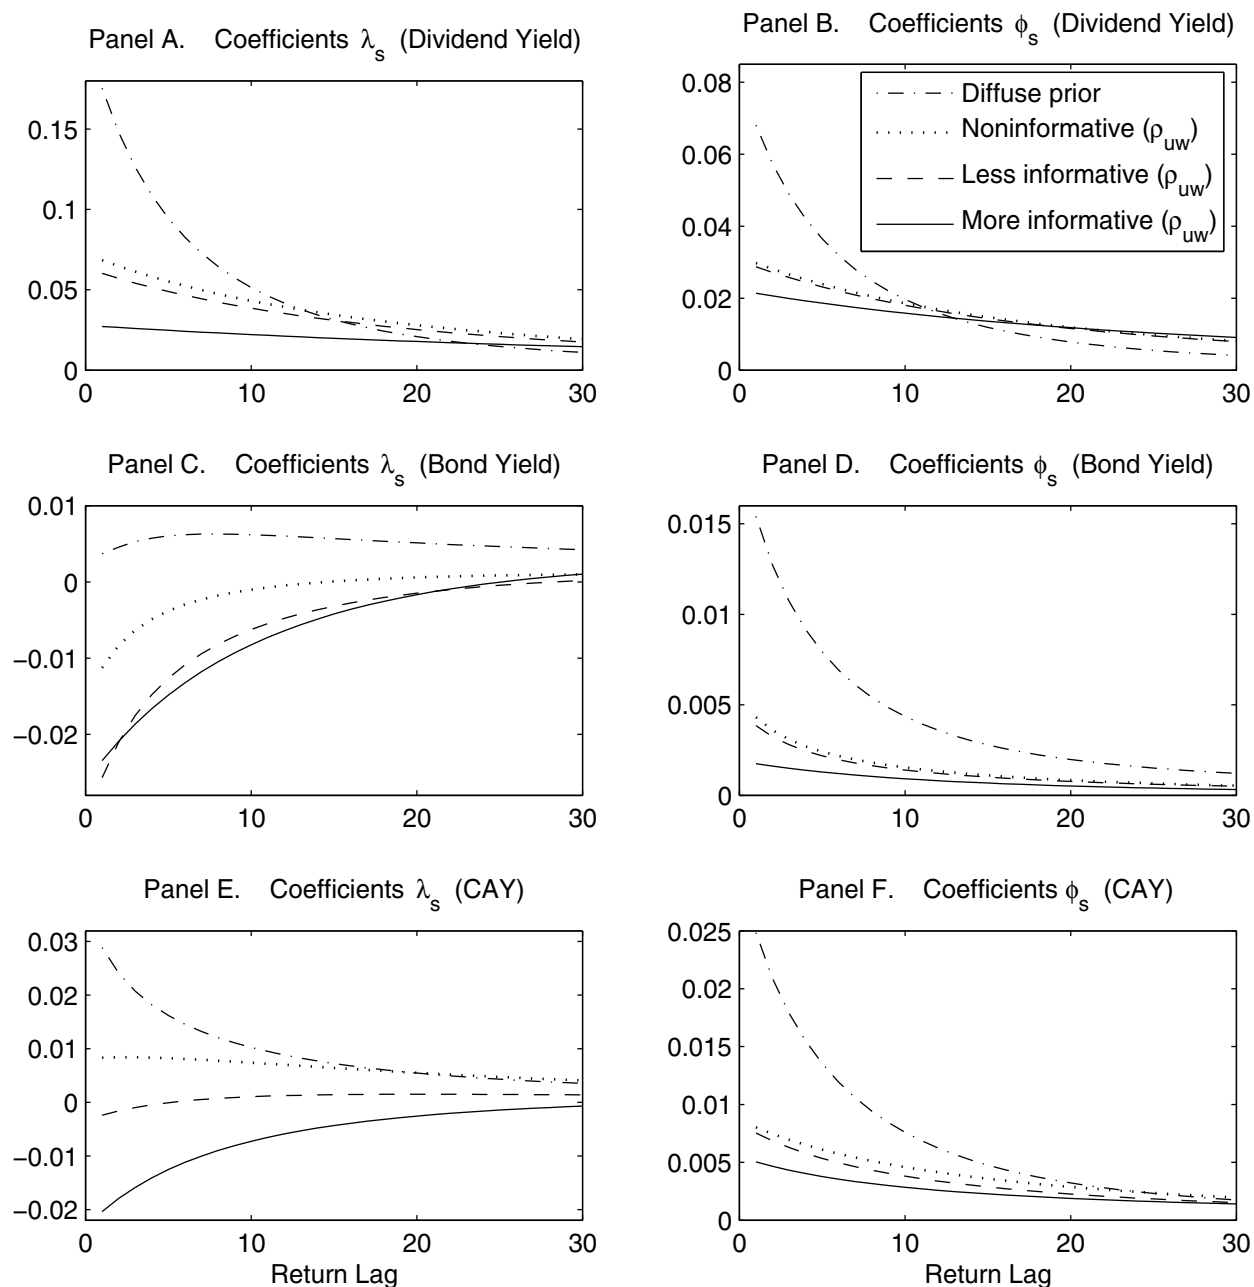 Panel A. Coefficients λs (Dividend Yield)
0.15
0.1
0.05
0
0 10 20 30
Panel B. Coefficients ϕs (Dividend Yield)
0.08
0.06
0.04
0.02
0
0 10 20 30
Diffuse prior
Noninformative (ρuw)
Less informative (ρuw)
More informative (ρuw)
Panel C. Coefficients λs (Bond Yield)
0.01
0
−0.01
−0.02
0 10 20 30
Panel D. Coefficients ϕs (Bond Yield)
0.015
0.01
0.005
0
0 10 20 30
Panel E. Coefficients λs (CAY)
0.03
0.02
0.01
0
−0.01
−0.02
0 10 20 30
Return Lag
Panel F. Coefficients ϕs (CAY)
0.025
0.02
0.015
0.01
0.005
0
0 10 20 30
Return Lag